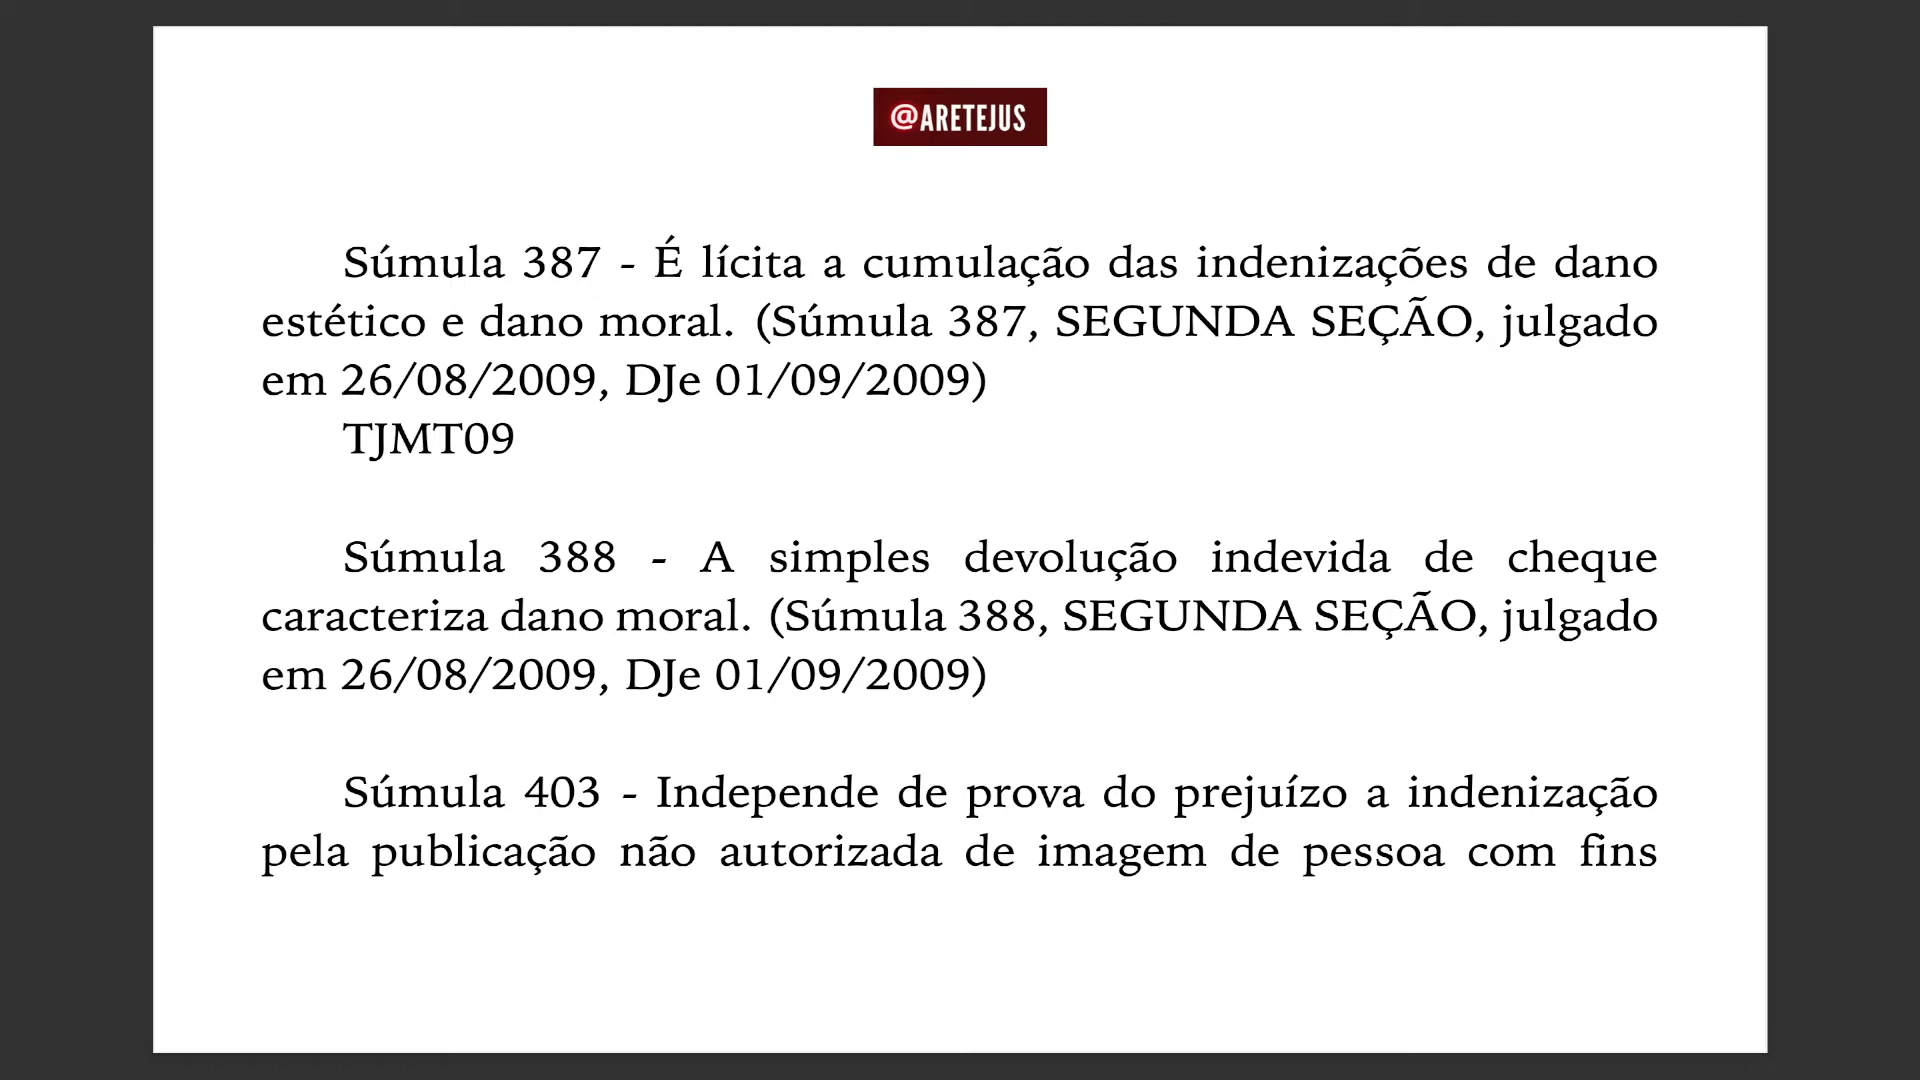 @ARETEJUS
Súmula 387 - É lícita a cumulação das indenizações de dano
estético e dano moral. (Súmula 387, SEGUNDA SEÇÃO, julgado
em 26/08/2009, DJe 01/09/2009)
TJMT09
Súmula 388 - A simples devolução indevida de cheque
caracteriza dano moral. (Súmula 388, SEGUNDA SEÇÃO, julgado
em 26/08/2009, DJe 01/09/2009)
Súmula 403 - Independe de prova do prejuízo a indenização
pela publicação não autorizada de imagem de pessoa com fins